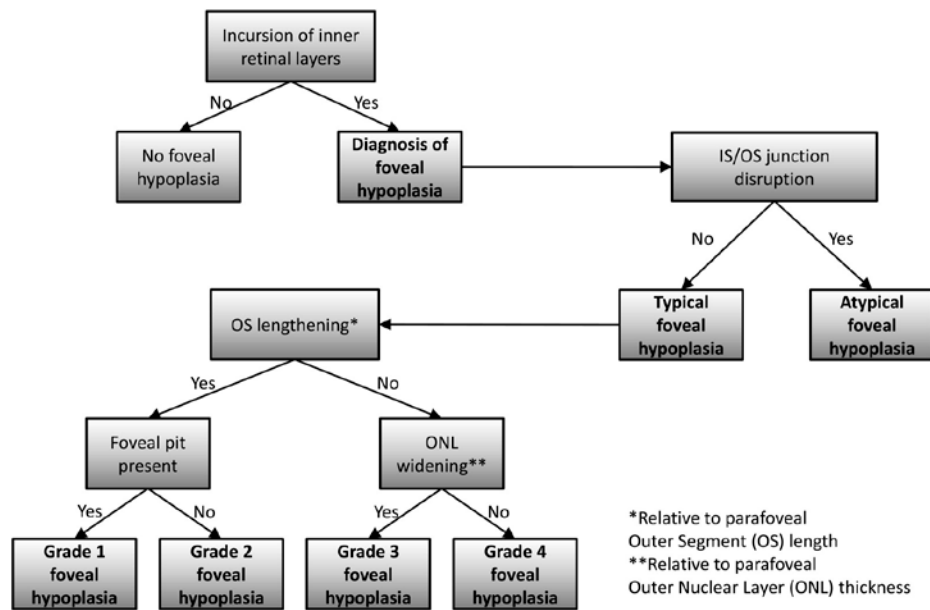 Incursion of inner
retinal layers
No
Yes
No foveal
hypoplasia
Diagnosis of
foveal
hypoplasia
IS/OS junction
disruption
No
Yes
Typical
foveal
hypoplasia
Atypical
foveal
hypoplasia
OS lengthening*
Yes
No
Foveal pit
present
ONL
widening**
Yes
No
Yes
No
Grade 1
foveal
hypoplasia
Grade 2
foveal
hypoplasia
Grade 3
foveal
hypoplasia
Grade 4
foveal
hypoplasia
*Relative to parafoveal
Outer Segment (OS) length
**Relative to parafoveal
Outer Nuclear Layer (ONL) thickness